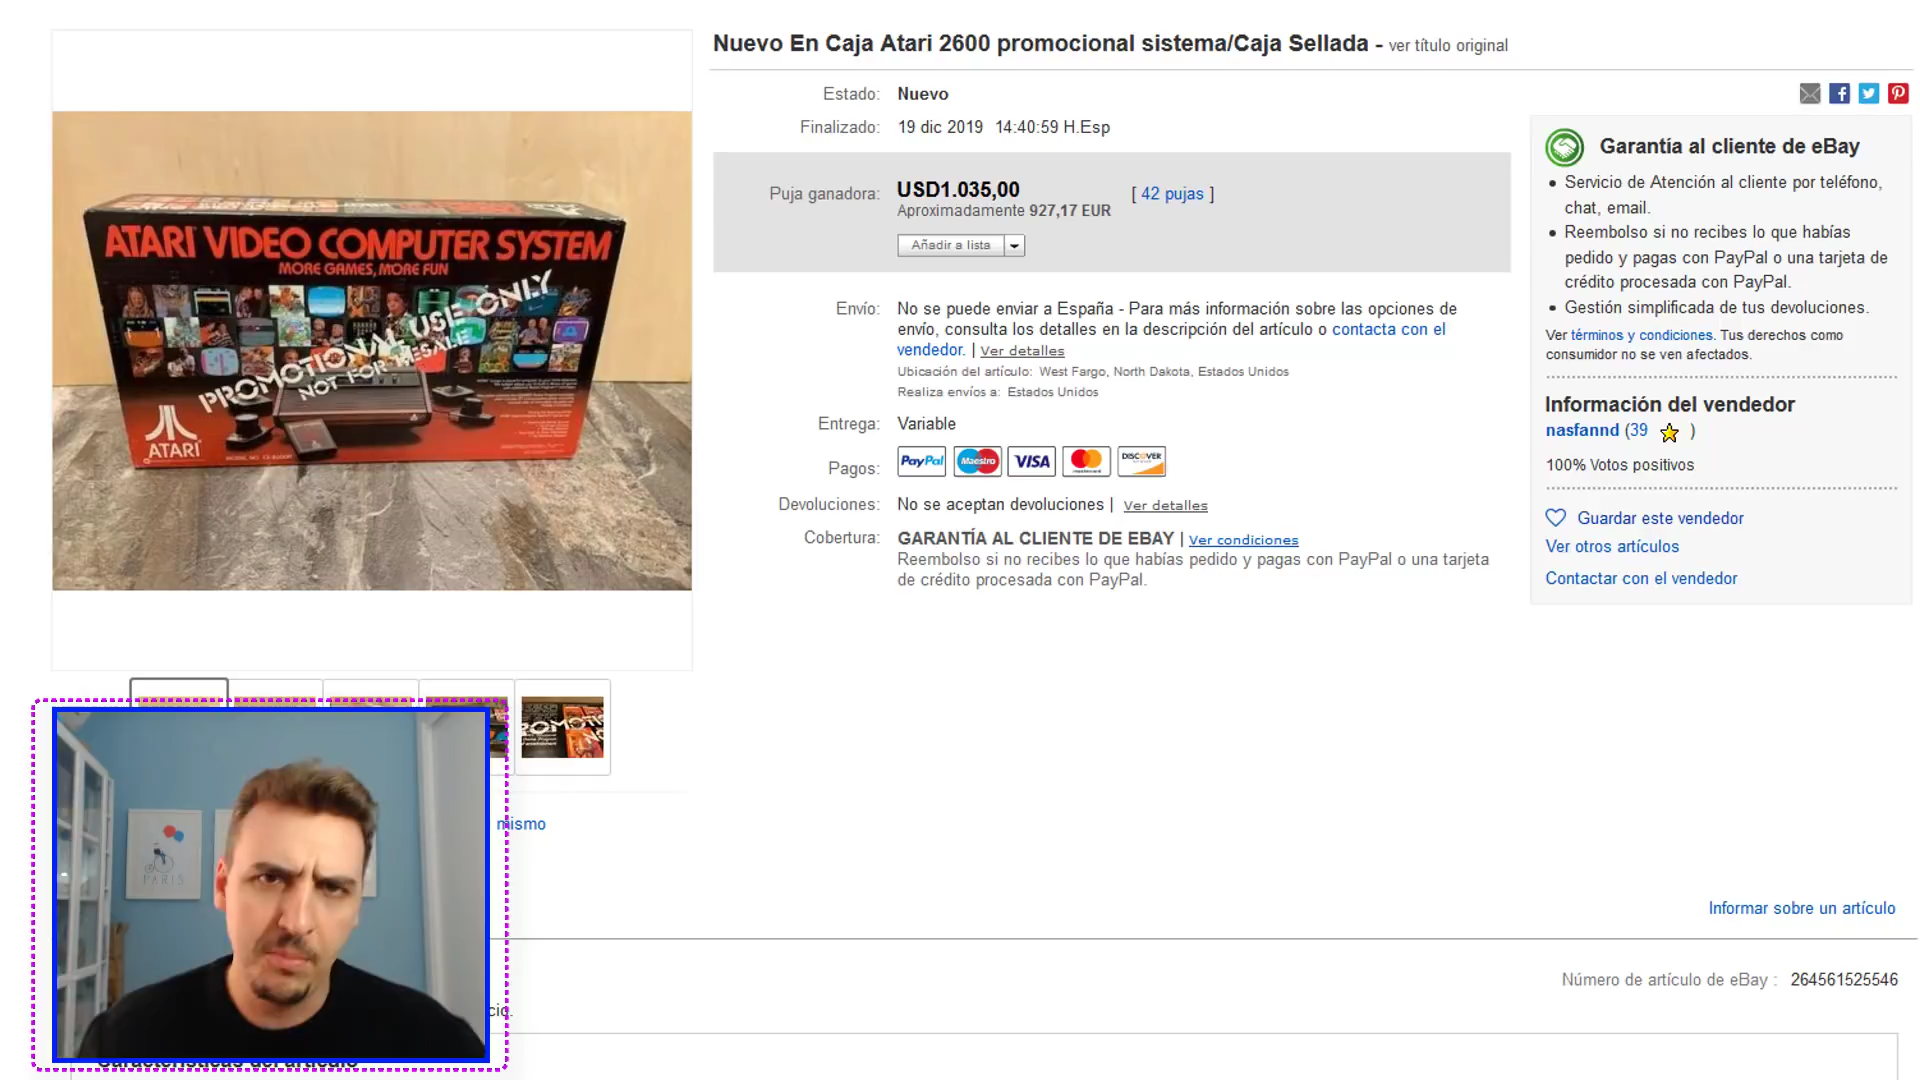 Nuevo En Caja Atari 2600 promocional sistema/Caja Sellada - ver título original
Estado: Nuevo
Finalizado: 19 dic 2019 14:40:59 H.Esp
Puja ganadora: USD1.035,00 [ 42 pujas ]
Aproximadamente 927,17 EUR
Añadir a lista
Envío: No se puede enviar a España - Para más información sobre las opciones de
envío, consulta los detalles en la descripción del artículo o contacta con el
vendedor. | Ver detalles
Ubicación del artículo: West Fargo, North Dakota, Estados Unidos
Realiza envíos a: Estados Unidos
Entrega: Variable
Pagos: PayPal Maestro VISA mastercard DISCOVER
Devoluciones: No se aceptan devoluciones | Ver detalles
Cobertura: GARANTÍA AL CLIENTE DE EBAY | Ver condiciones
Reembolso si no recibes lo que habías pedido y pagas con PayPal o una tarjeta
de crédito procesada con PayPal.
Garantía al cliente de eBay
• Servicio de Atención al cliente por teléfono,
chat, email.
• Reembolso si no recibes lo que habías
pedido y pagas con PayPal o una tarjeta de
crédito procesada con PayPal.
• Gestión simplificada de tus devoluciones.
Ver términos y condiciones. Tus derechos como
consumidor no se ven afectados.
Información del vendedor
nasfannd (39 )
100% Votos positivos
Guardar este vendedor
Ver otros artículos
Contactar con el vendedor
ATARI VIDEO COMPUTER SYSTEM
MORE GAMES, MORE FUN
PROMOTIONAL USE ONLY
NOT FOR RESALE
ATARI
mismo
PARIS
Informar sobre un artículo
Número de artículo de eBay : 264561525546
Características del artículo